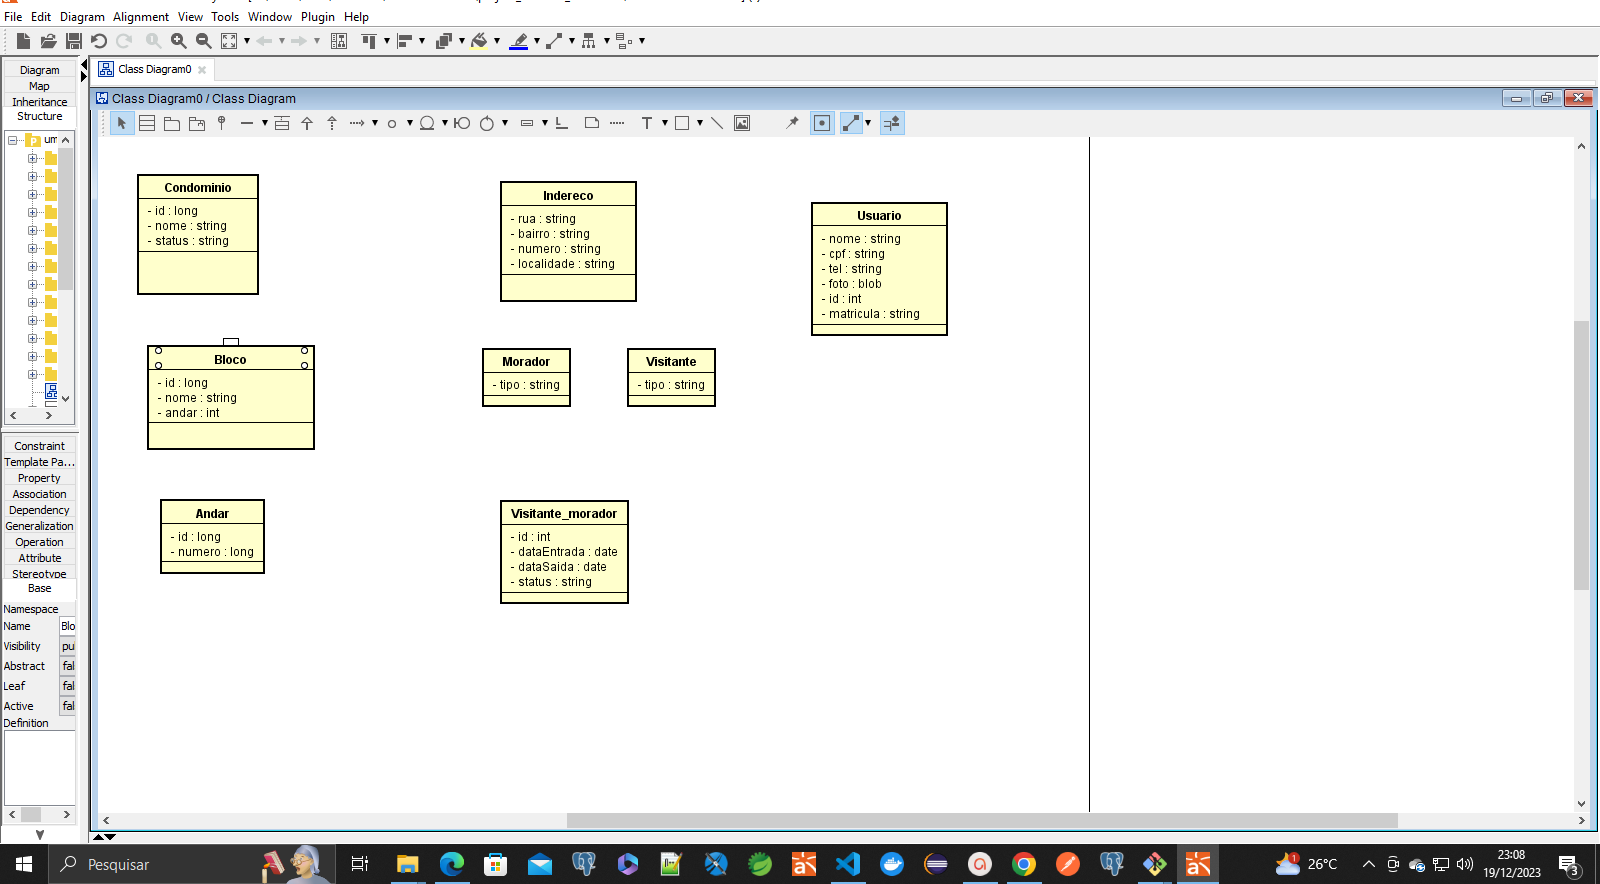 File Edit Diagram Alignment View Tools Window Plugin Help
Class Diagram0
Diagram
Map
Inheritance
Structure
um
Class Diagram0 / Class Diagram
Condominio
- id : long
- nome : string
- status : string
Indereco
- rua : string
- bairro : string
- numero : string
- localidade : string
Usuario
- nome : string
- cpf : string
- tel : string
- foto : blob
- id : int
- matricula : string
Bloco
- id : long
- nome : string
- andar : int
Morador
- tipo : string
Visitante
- tipo : string
Andar
- id : long
- numero : long
Visitante_morador
- id : int
- dataEntrada : date
- dataSaida : date
- status : string
Constraint
Template Pa...
Property
Association
Dependency
Generalization
Operation
Attribute
Stereotype
Base
Namespace
Name Blo
Visibility pu
Abstract fal
Leaf fal
Active fal
Definition
Pesquisar
1
26°C
23:08
19/12/2023
3